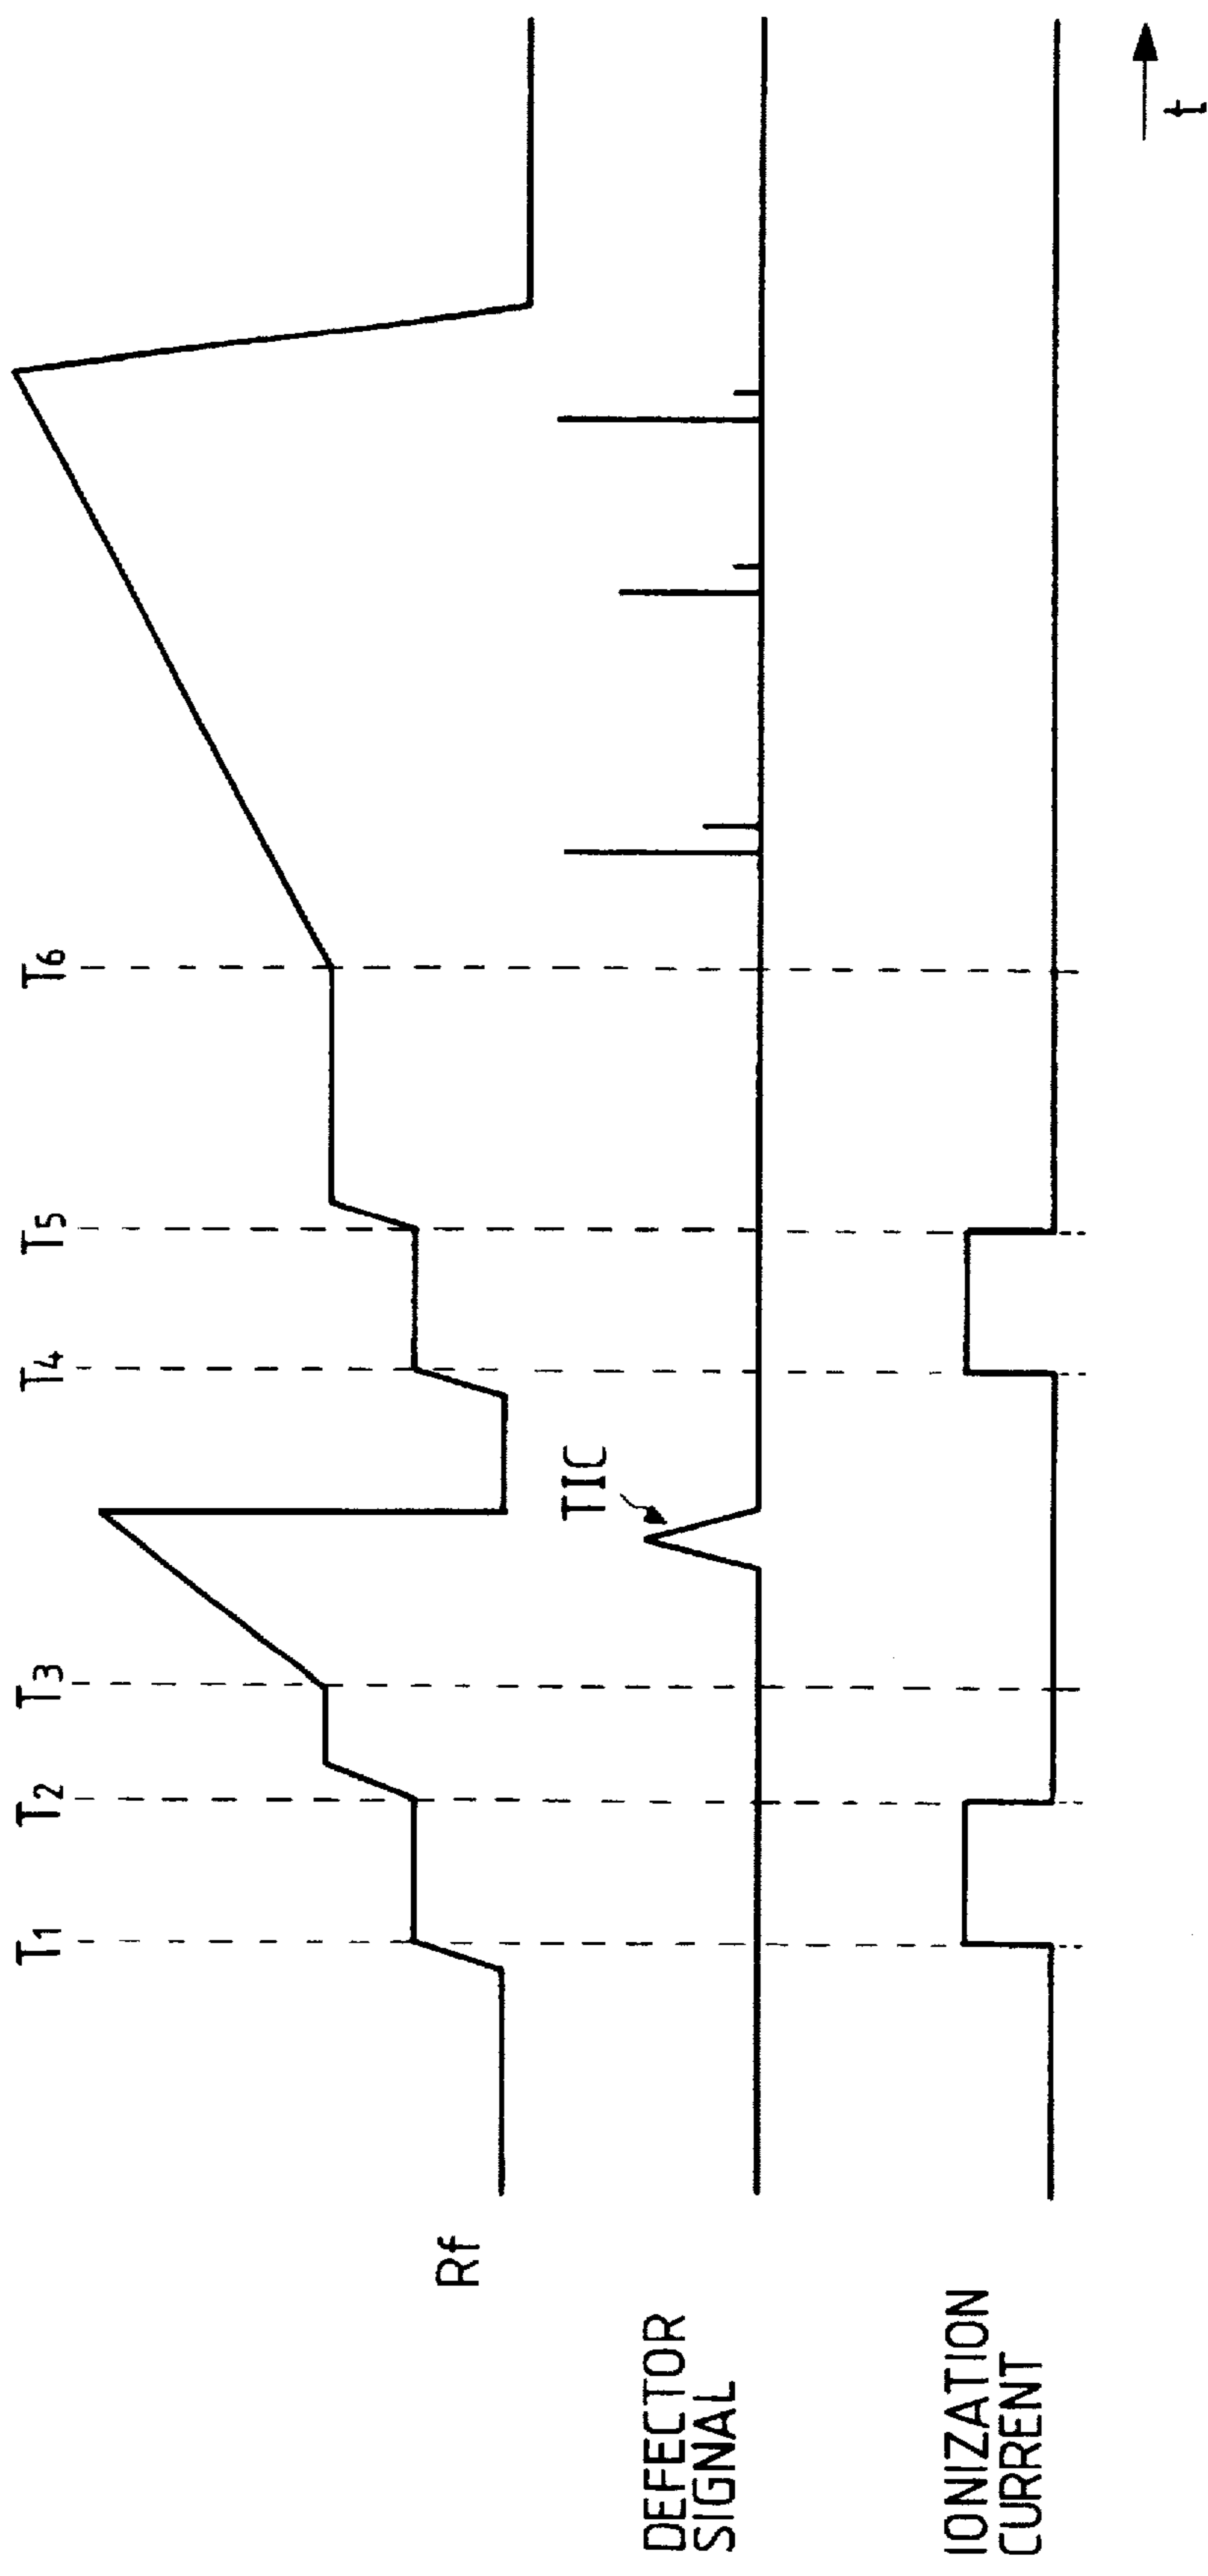 T1 T2 T3 T4 T5 T6
Rf
TIC
DEFECTOR
SIGNAL
IONIZATION
CURRENT
t